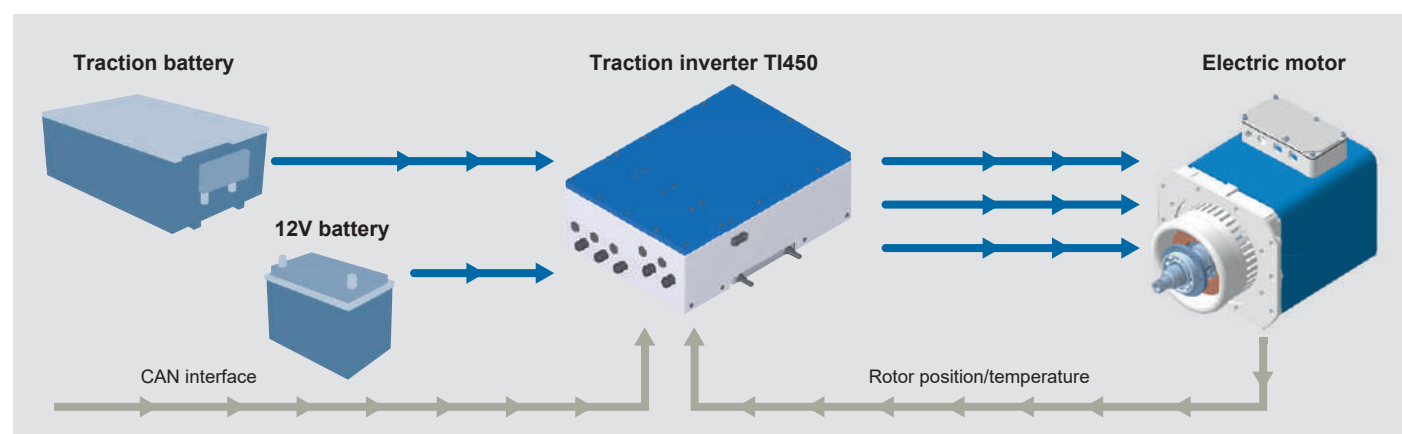 Traction battery
Traction inverter TI450
Electric motor
12V battery
CAN interface
Rotor position/temperature